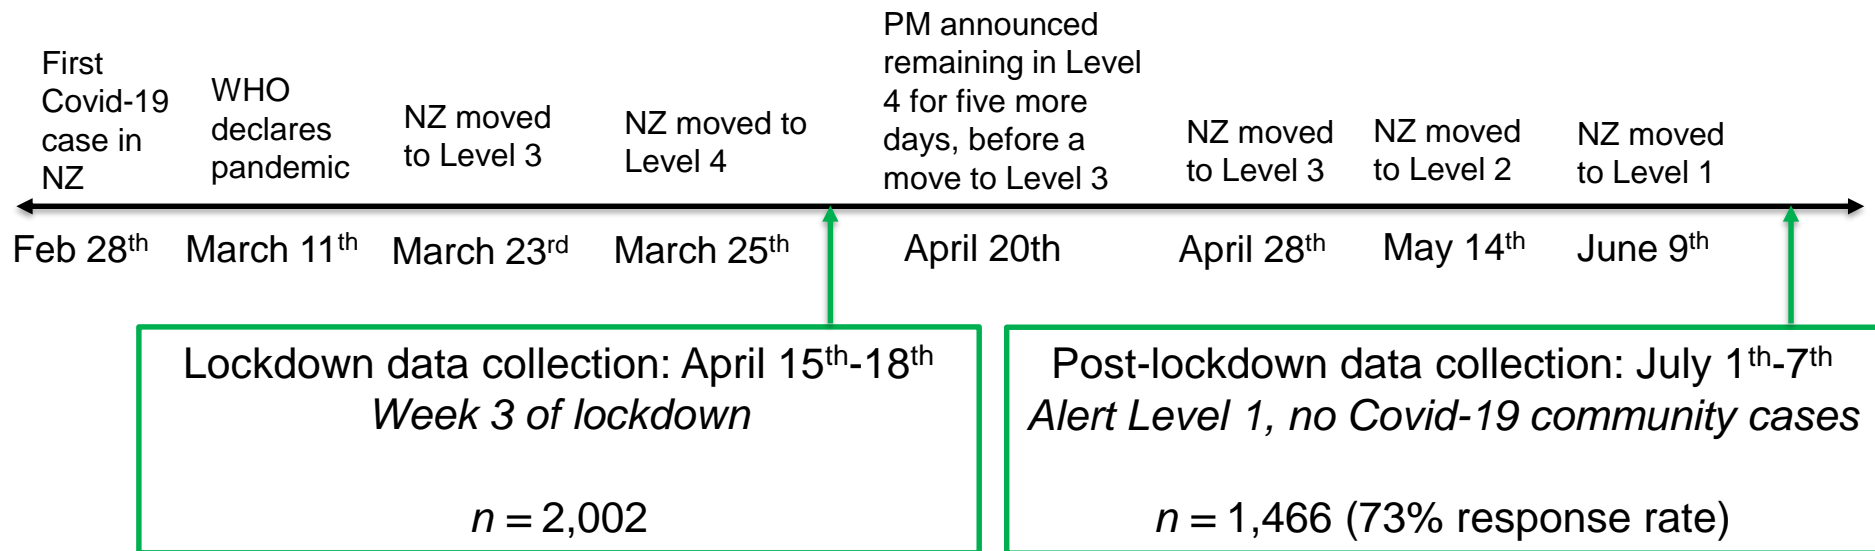 First
Covid-19
case in
NZ
WHO
declares
pandemic
NZ moved
to Level 3
NZ moved to
Level 4
PM announced
remaining in Level
4 for five more
days, before a
move to Level 3
NZ moved
to Level 3
NZ moved
to Level 2
NZ moved
to Level 1
Feb 28th
March 11th
March 23rd
March 25th
April 20th
April 28th
May 14th
June 9th
Lockdown data collection: April 15th-18th
Week 3 of lockdown
n = 2,002
Post-lockdown data collection: July 1th-7th
Alert Level 1, no Covid-19 community cases
n = 1,466 (73% response rate)